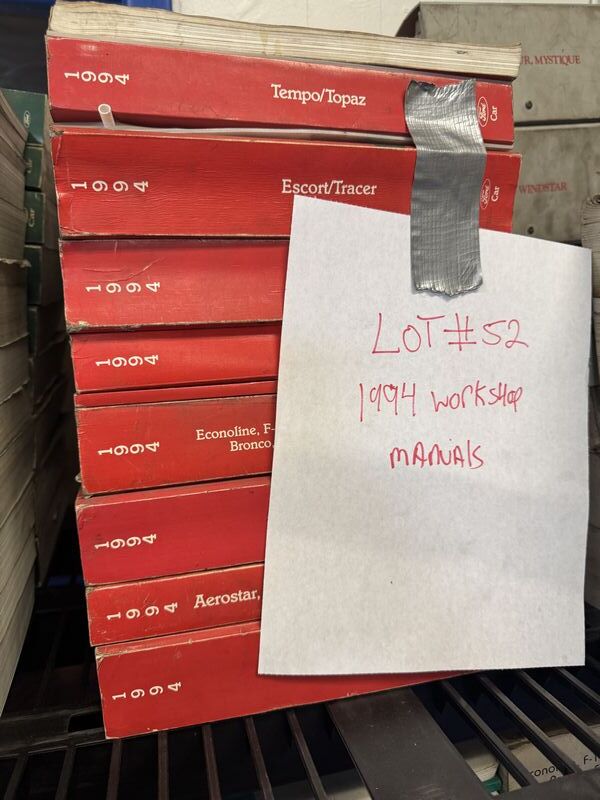 1994 Tempo/Topaz Ford Car
1994 Escort/Tracer Ford Car
1994
1994
1994 Econoline, F-
Bronco,
1994
1994 Aerostar,
1994
LOT #52
1994 WORKSHOP
MANUALS
R, MYSTIQUE
WINDSTAR
Car